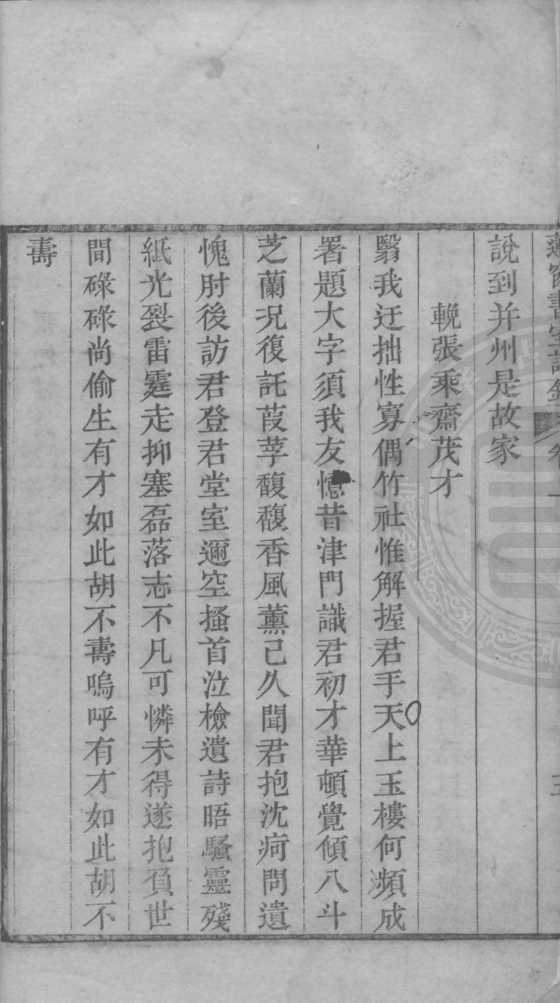 說到并州是故家
輓張乘齋茂才
翳我迂拙性寡偶竹社惟解握君手天上玉樓何頻成
署題大字須我友憶昔津門識君初才華頓覺傾八斗
芝蘭況復託葭莩馥馥香風薰已久聞君抱沈疴問遺
愧肘後訪君登君堂室邇空搔首泣檢遺詩晤騷靈殘
紙光裂雷霆走抑塞磊落志不凡可憐未得遂抱負世
間碌碌尚偷生有才如此胡不壽嗚呼有才如此胡不
壽